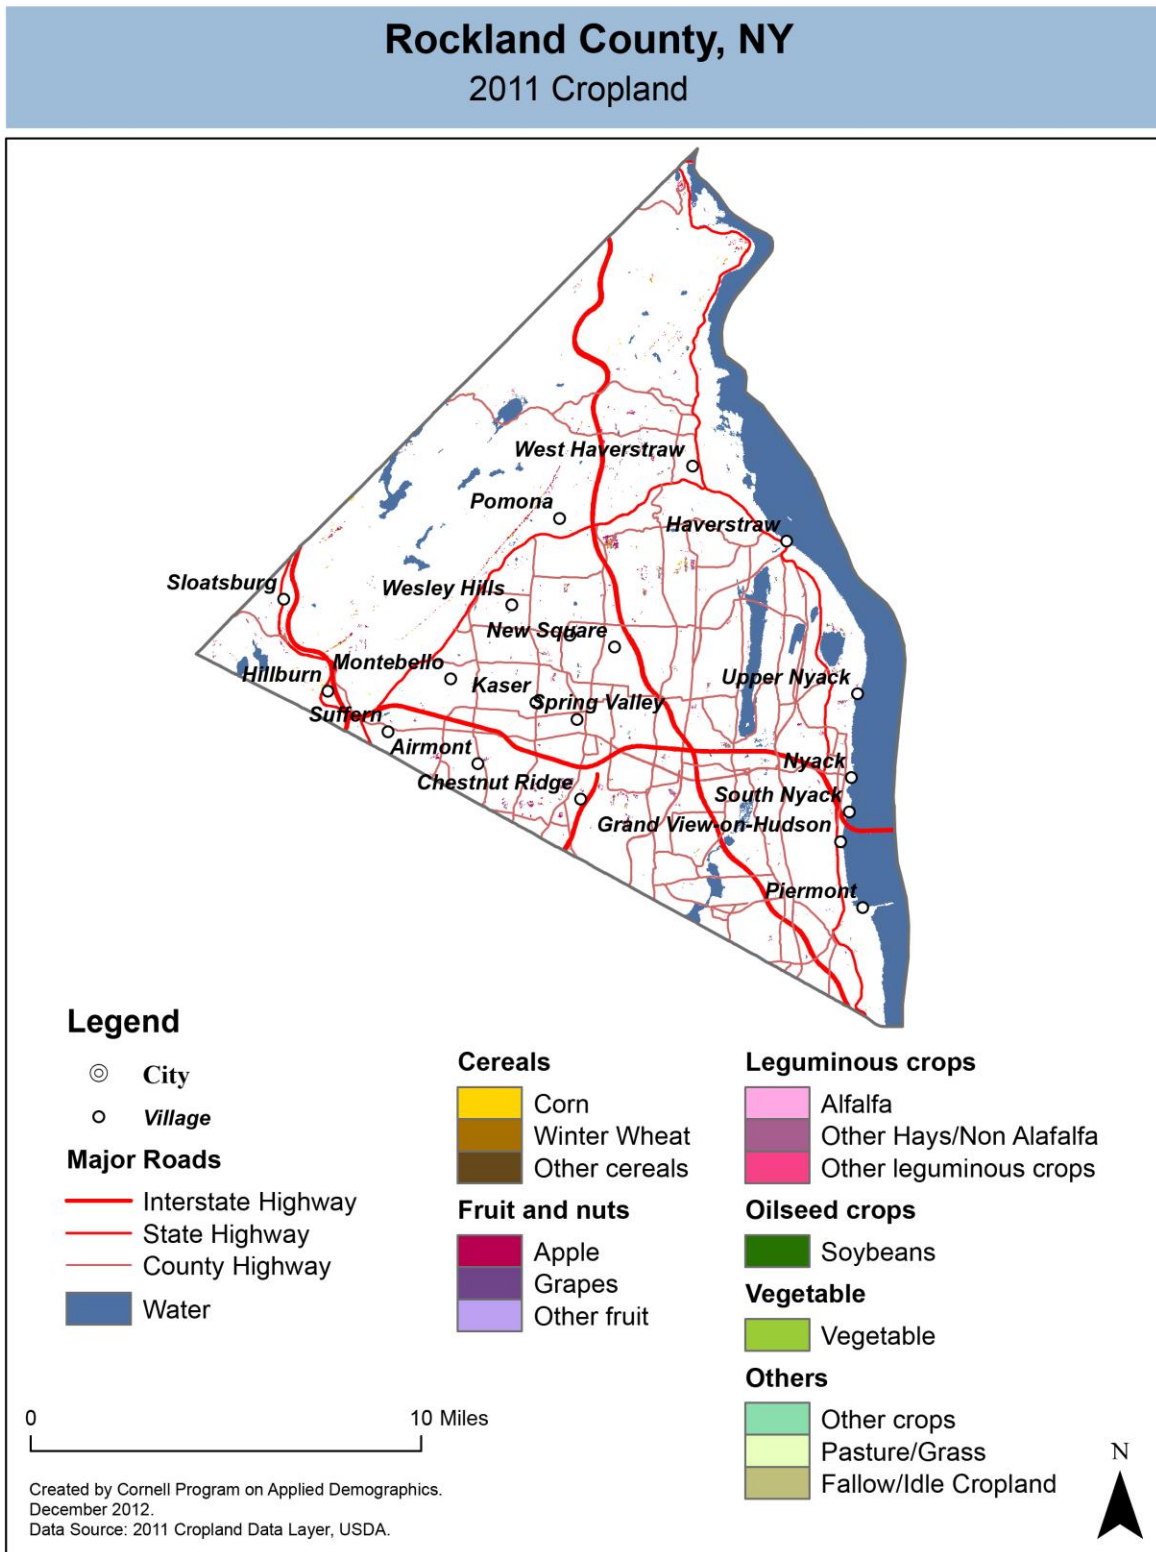 Rockland County, NY
2011 Cropland
West Haverstraw
Pomona
Haverstraw
Sloatsburg
Wesley Hills
New Square
Montebello
Hillburn
Kaser
Upper Nyack
Spring Valley
Suffern
Airmont
Nyack
Chestnut Ridge
South Nyack
Grand View-on-Hudson
Piermont
Legend
City
Village
Major Roads
Interstate Highway
State Highway
County Highway
Water
Cereals
Corn
Winter Wheat
Other cereals
Fruit and nuts
Apple
Grapes
Other fruit
Leguminous crops
Alfalfa
Other Hays/Non Alafalfa
Other leguminous crops
Oilseed crops
Soybeans
Vegetable
Vegetable
Others
Other crops
Pasture/Grass
Fallow/Idle Cropland
0 10 Miles
N
Created by Cornell Program on Applied Demographics.
December 2012.
Data Source: 2011 Cropland Data Layer, USDA.